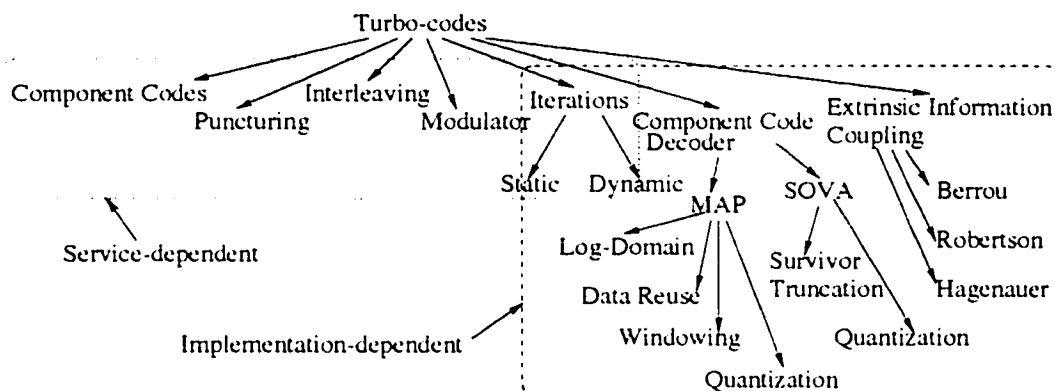 Turbo-codes
Component Codes
Puncturing
Interleaving
Modulator
Iterations
Component Code
Decoder
Extrinsic Information
Coupling
Static
Dynamic
MAP
SOVA
Berrou
Robertson
Hagenauer
Service-dependent
Log-Domain
Data Reuse
Windowing
Quantization
Survivor
Truncation
Quantization
Implementation-dependent